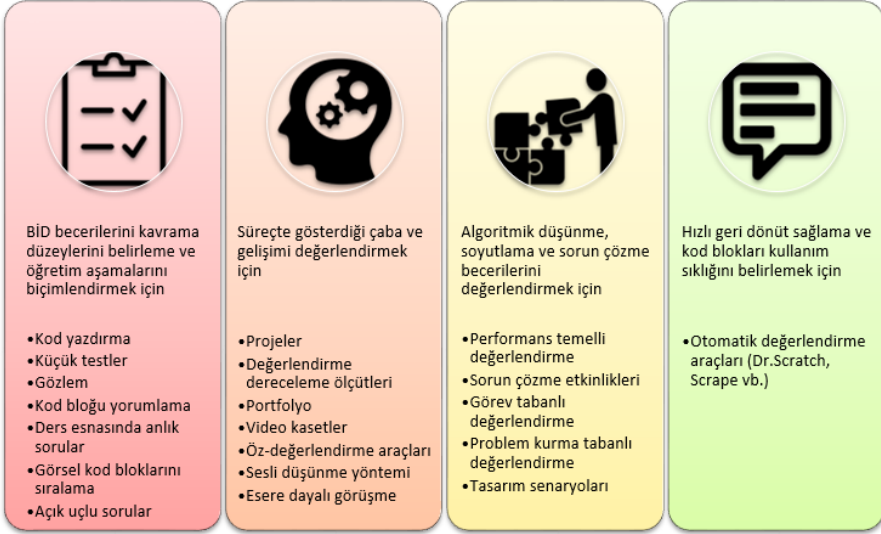 BİD becerilerini kavrama
düzeylerini belirleme ve
öğretim aşamalarını
biçimlendirmek için
•Kod yazdırma
•Küçük testler
•Gözlem
•Kod bloğu yorumlama
•Ders esnasında anlık
sorular
•Görsel kod bloklarını
sıralama
•Açık uçlu sorular
Süreçte gösterdiği çaba ve
gelişimi değerlendirmek
için
•Projeler
•Değerlendirme
dereceleme ölçütleri
•Portfolyo
•Video kasetler
•Öz-değerlendirme araçları
•Sesli düşünme yöntemi
•Esere dayalı görüşme
Algoritmik düşünme,
soyutlama ve sorun çözme
becerilerini
değerlendirmek için
•Performans temelli
değerlendirme
•Sorun çözme etkinlikleri
•Görev tabanlı
değerlendirme
•Problem kurma tabanlı
değerlendirme
•Tasarım senaryoları
Hızlı geri dönüt sağlama ve
kod blokları kullanım
sıklığını belirlemek için
•Otomatik değerlendirme
araçları (Dr.Scratch,
Scrape vb.)